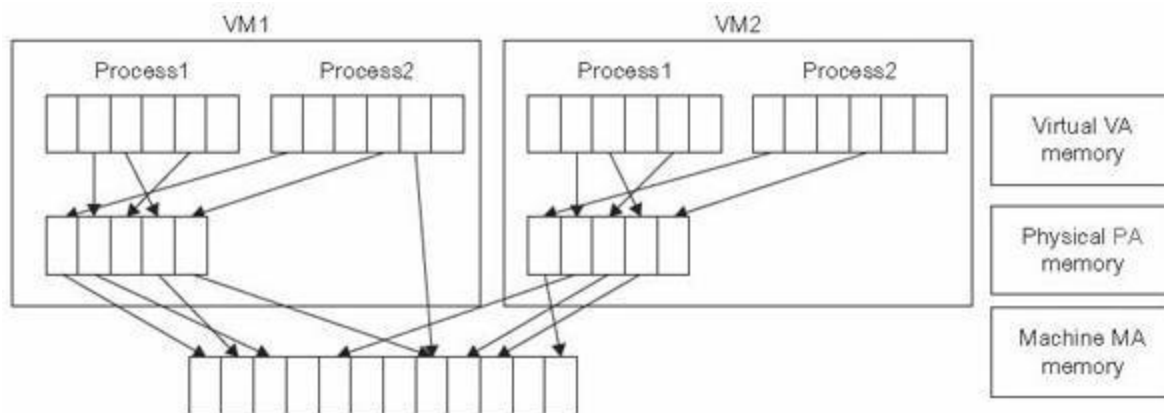 VM1
VM2
Process1
Process2
Process1
Process2
Virtual VA
memory
Physical PA
memory
Machine MA
memory